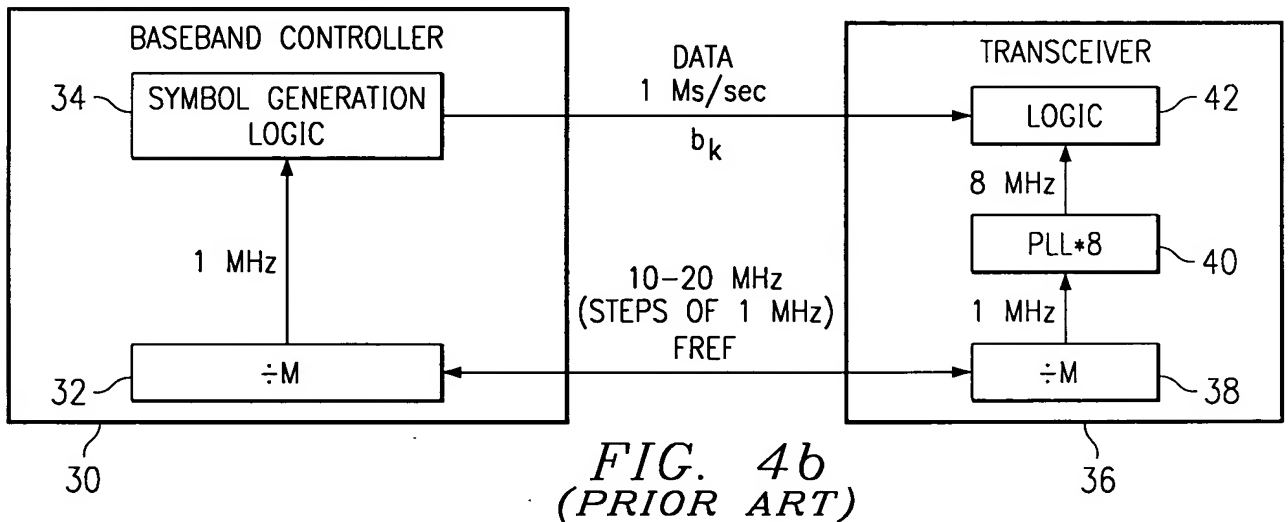 BASEBAND CONTROLLER
34
SYMBOL GENERATION
LOGIC
1 MHz
32
÷M
30
DATA
1 Ms/sec
b_k
10-20 MHz
(STEPS OF 1 MHz)
FREF
TRANSCEIVER
LOGIC
42
8 MHz
PLL*8
40
1 MHz
÷M
38
36
FIG. 4b
(PRIOR ART)